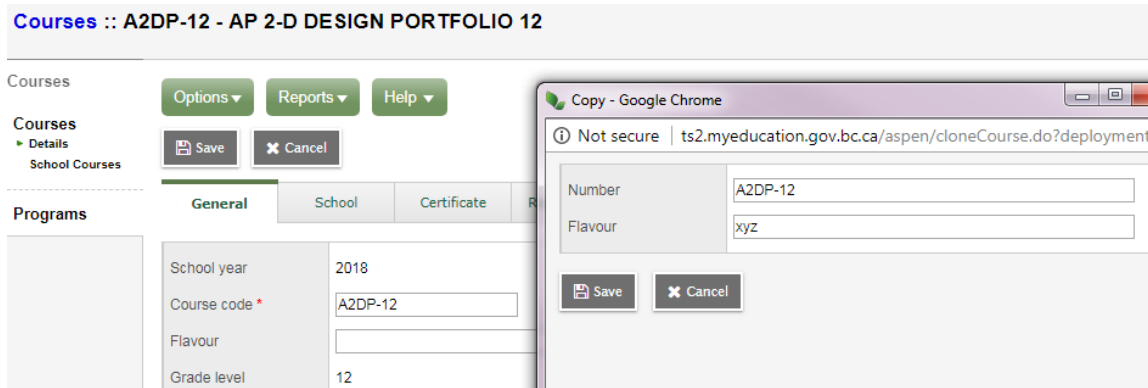 Courses :: A2DP-12 - AP 2-D DESIGN PORTFOLIO 12
Courses
Courses
Details
School Courses
Programs
Options Reports Help
Save Cancel
General School Certificate R
School year 2018
Course code * A2DP-12
Flavour
Grade level 12
Copy - Google Chrome
Not secure ts2.myeducation.gov.bc.ca/aspen/cloneCourse.do?deployment
Number A2DP-12
Flavour xyz
Save Cancel